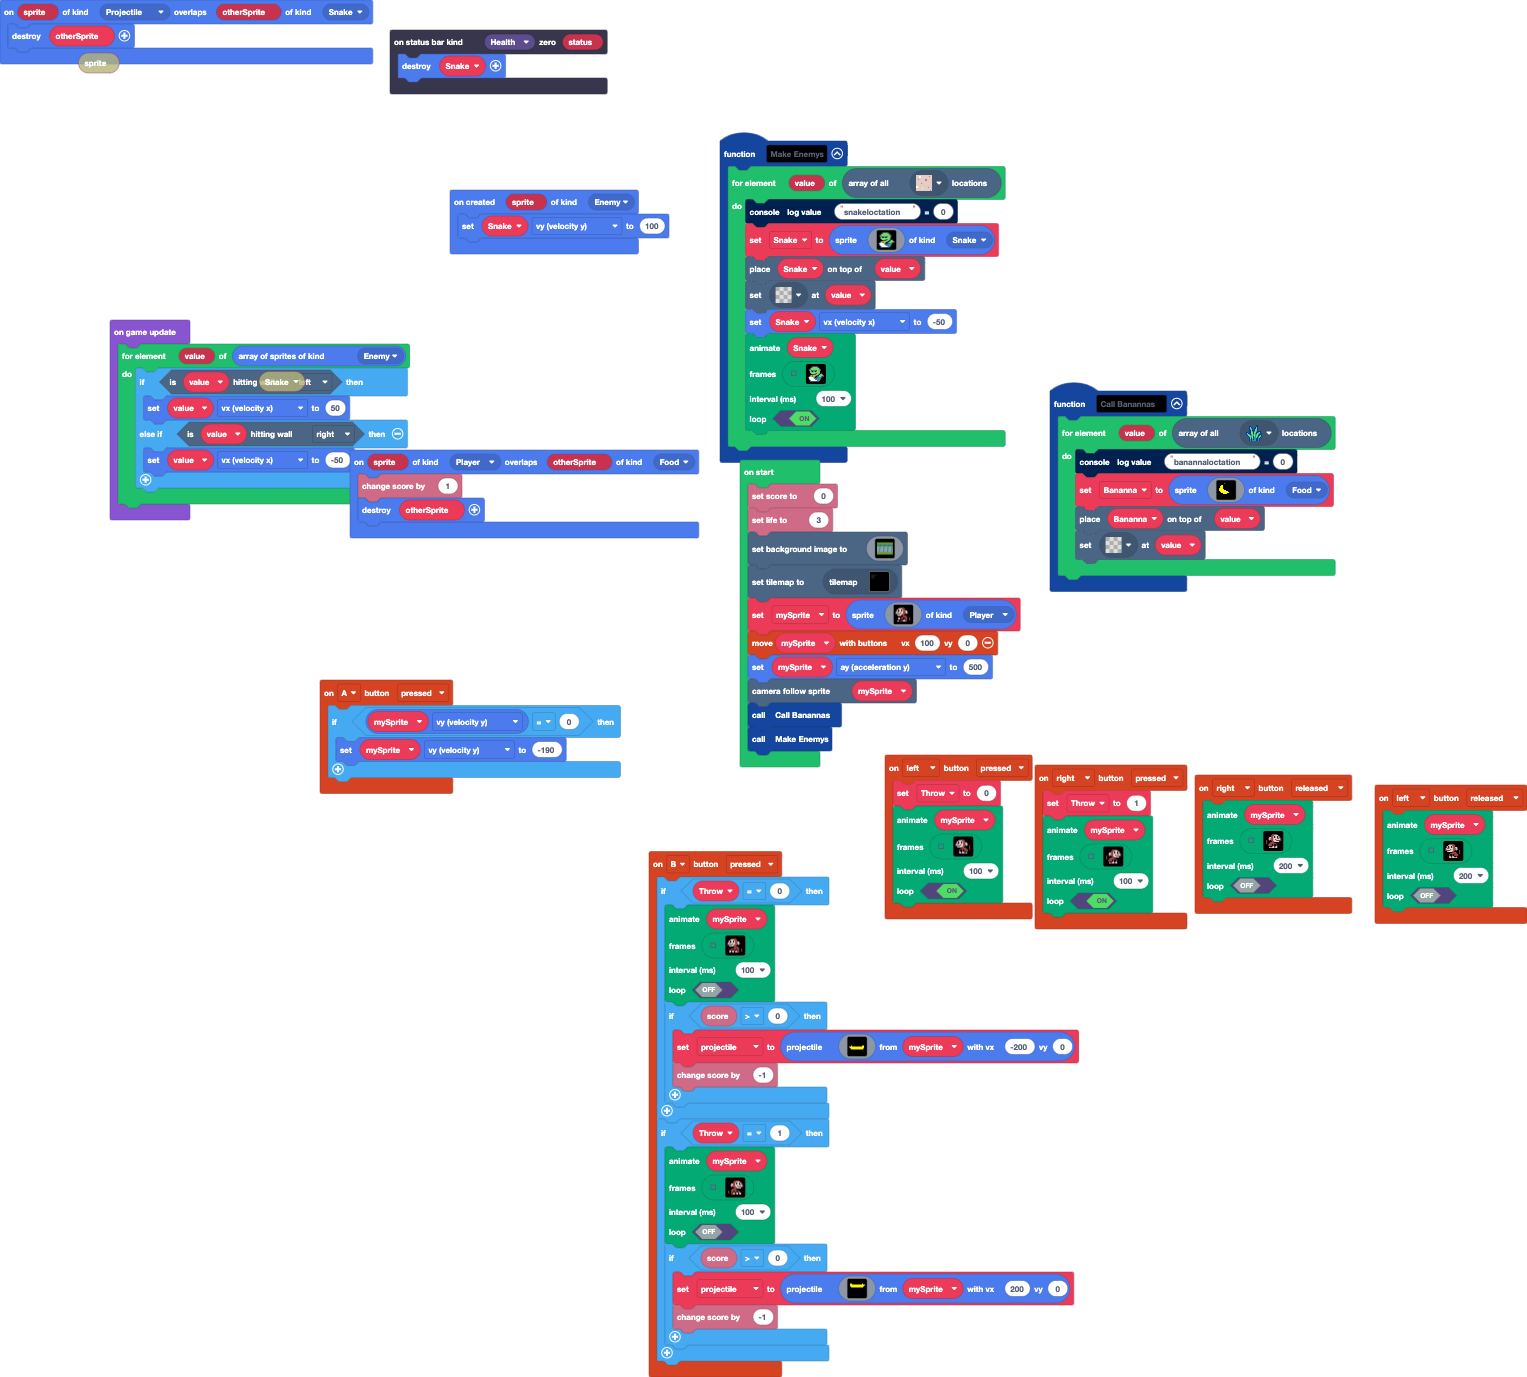 on sprite of kind Projectile overlaps otherSprite of kind Snake
destroy otherSprite
sprite
on status bar kind Health zero status
destroy Snake
function Make Enemys
for element value of array of all locations
do
console log value " snakeloctation " = 0
set Snake to sprite of kind Snake
place Snake on top of value
set at value
set Snake vx (velocity x) to -50
animate Snake
frames
interval (ms) 100
loop ON
on created sprite of kind Enemy
set Snake vy (velocity y) to 100
on game update
for element value of array of sprites of kind Enemy
do
if is value hitting Snake left then
set value vx (velocity x) to 50
else if is value hitting wall right then
set value vx (velocity x) to -50
on sprite of kind Player overlaps otherSprite of kind Food
change score by 1
destroy otherSprite
function Call Banannas
for element value of array of all locations
do
console log value " banannaloctation " = 0
set Bananna to sprite of kind Food
place Bananna on top of value
set at value
on start
set score to 0
set life to 3
set background image to
set tilemap to tilemap
set mySprite to sprite of kind Player
move mySprite with buttons vx 100 vy 0
set mySprite ay (acceleration y) to 500
camera follow sprite mySprite
call Call Banannas
call Make Enemys
on A button pressed
if mySprite vy (velocity y) = 0 then
set mySprite vy (velocity y) to -190
on left button pressed
set Throw to 0
animate mySprite
frames
interval (ms) 100
loop ON
on right button pressed
set Throw to 1
animate mySprite
frames
interval (ms) 100
loop ON
on right button released
animate mySprite
frames
interval (ms) 200
loop OFF
on left button released
animate mySprite
frames
interval (ms) 200
loop OFF
on B button pressed
if Throw = 0 then
animate mySprite
frames
interval (ms) 100
loop OFF
if score > 0 then
set projectile to projectile from mySprite with vx -200 vy 0
change score by -1
if Throw = 1 then
animate mySprite
frames
interval (ms) 100
loop OFF
if score > 0 then
set projectile to projectile from mySprite with vx 200 vy 0
change score by -1